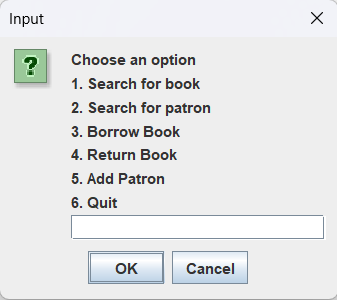 Input
Choose an option
1. Search for book
2. Search for patron
3. Borrow Book
4. Return Book
5. Add Patron
6. Quit
OK
Cancel